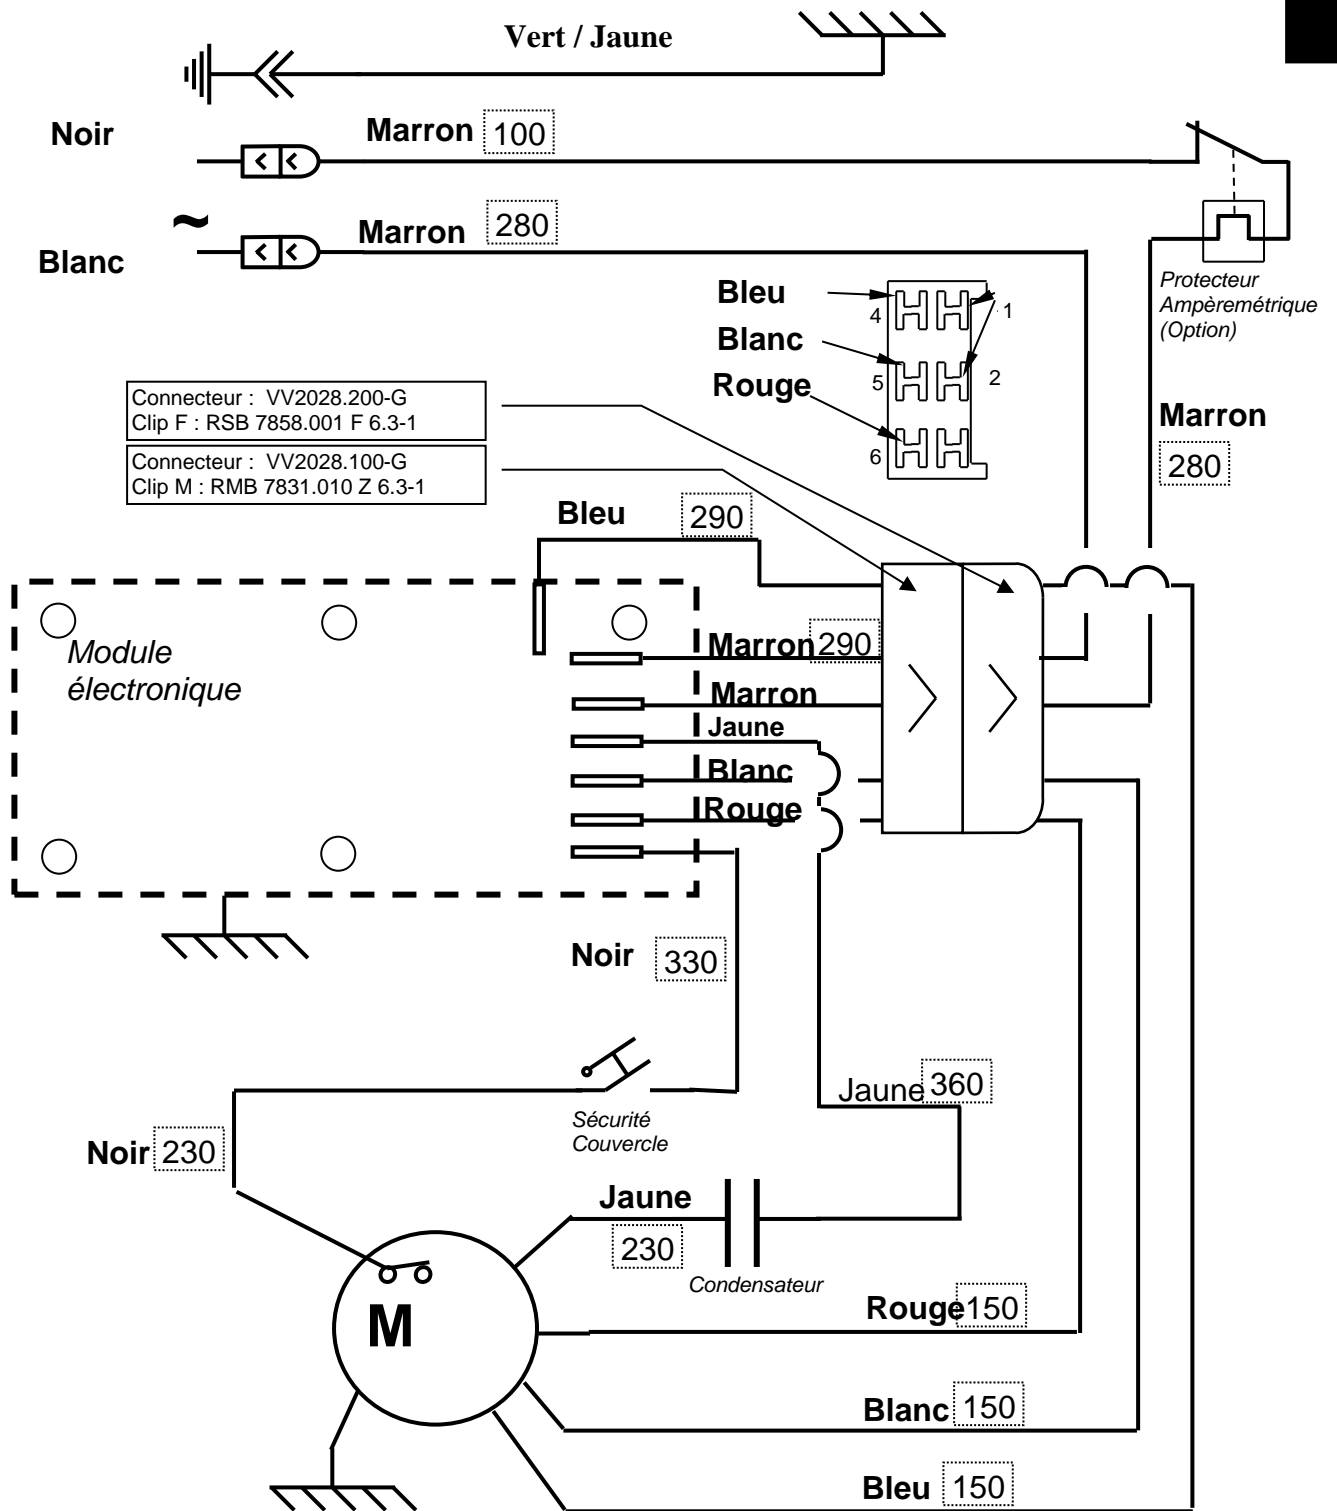 Vert / Jaune
Noir
Marron 100
~
Marron 280
Blanc
Protecteur
Ampèremétrique
(Option)
Bleu
4
1
Blanc
5
2
Rouge
6
Connecteur : VV2028.200-G
Clip F : RSB 7858.001 F 6.3-1
Connecteur : VV2028.100-G
Clip M : RMB 7831.010 Z 6.3-1
Marron
280
Bleu 290
Module
électronique
Marron 290
Marron
Jaune
Blanc
Rouge
Noir 330
Jaune 360
Sécurité
Couvercle
Noir 230
Jaune
230
Condensateur
M
Rouge 150
Blanc 150
Bleu 150